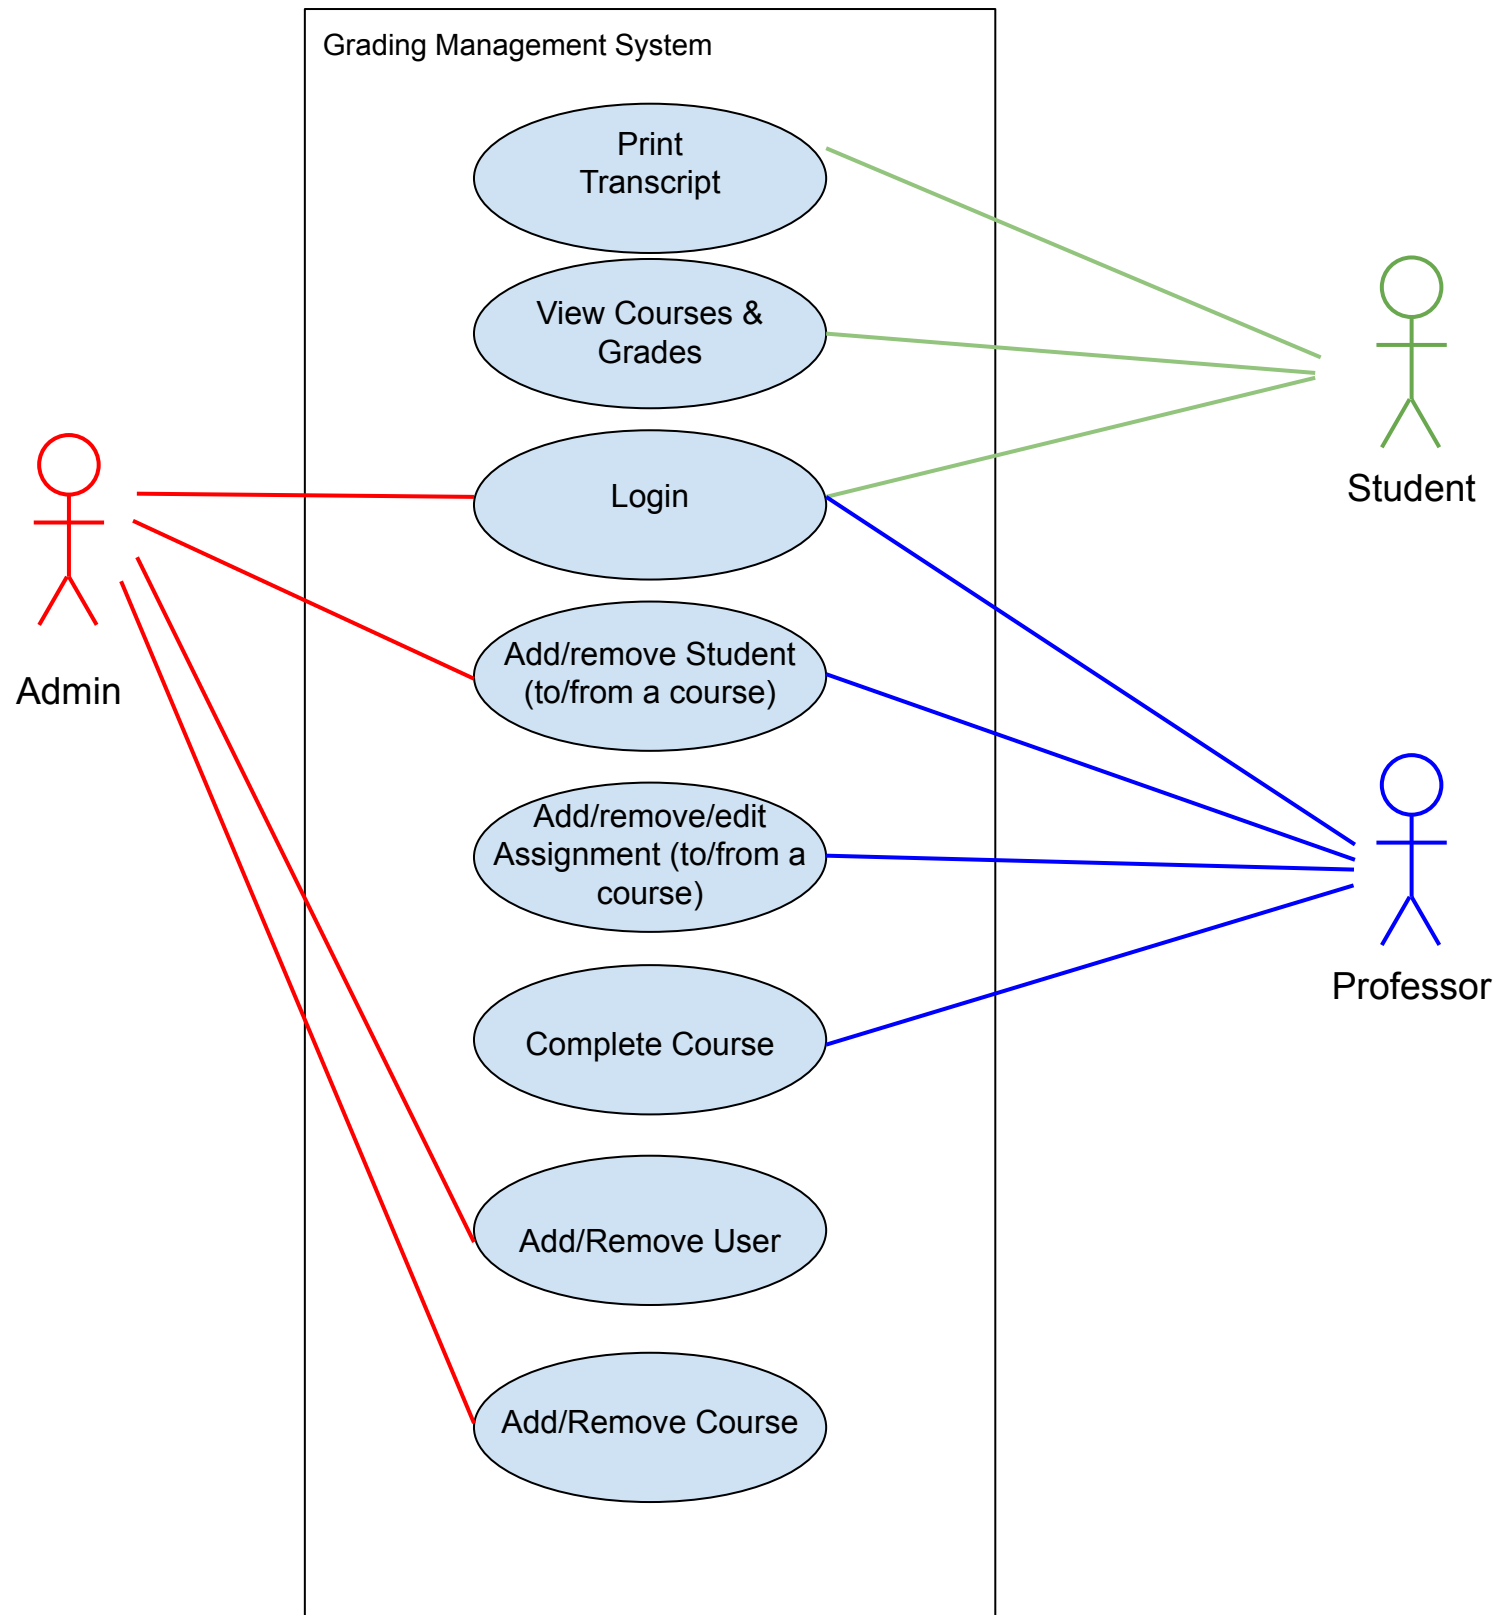 Grading Management System
Print
Transcript
View Courses &
Grades
Login
Student
Add/remove Student
(to/from a course)
Admin
Add/remove/edit
Assignment (to/from a
course)
Professor
Complete Course
Add/Remove User
Add/Remove Course